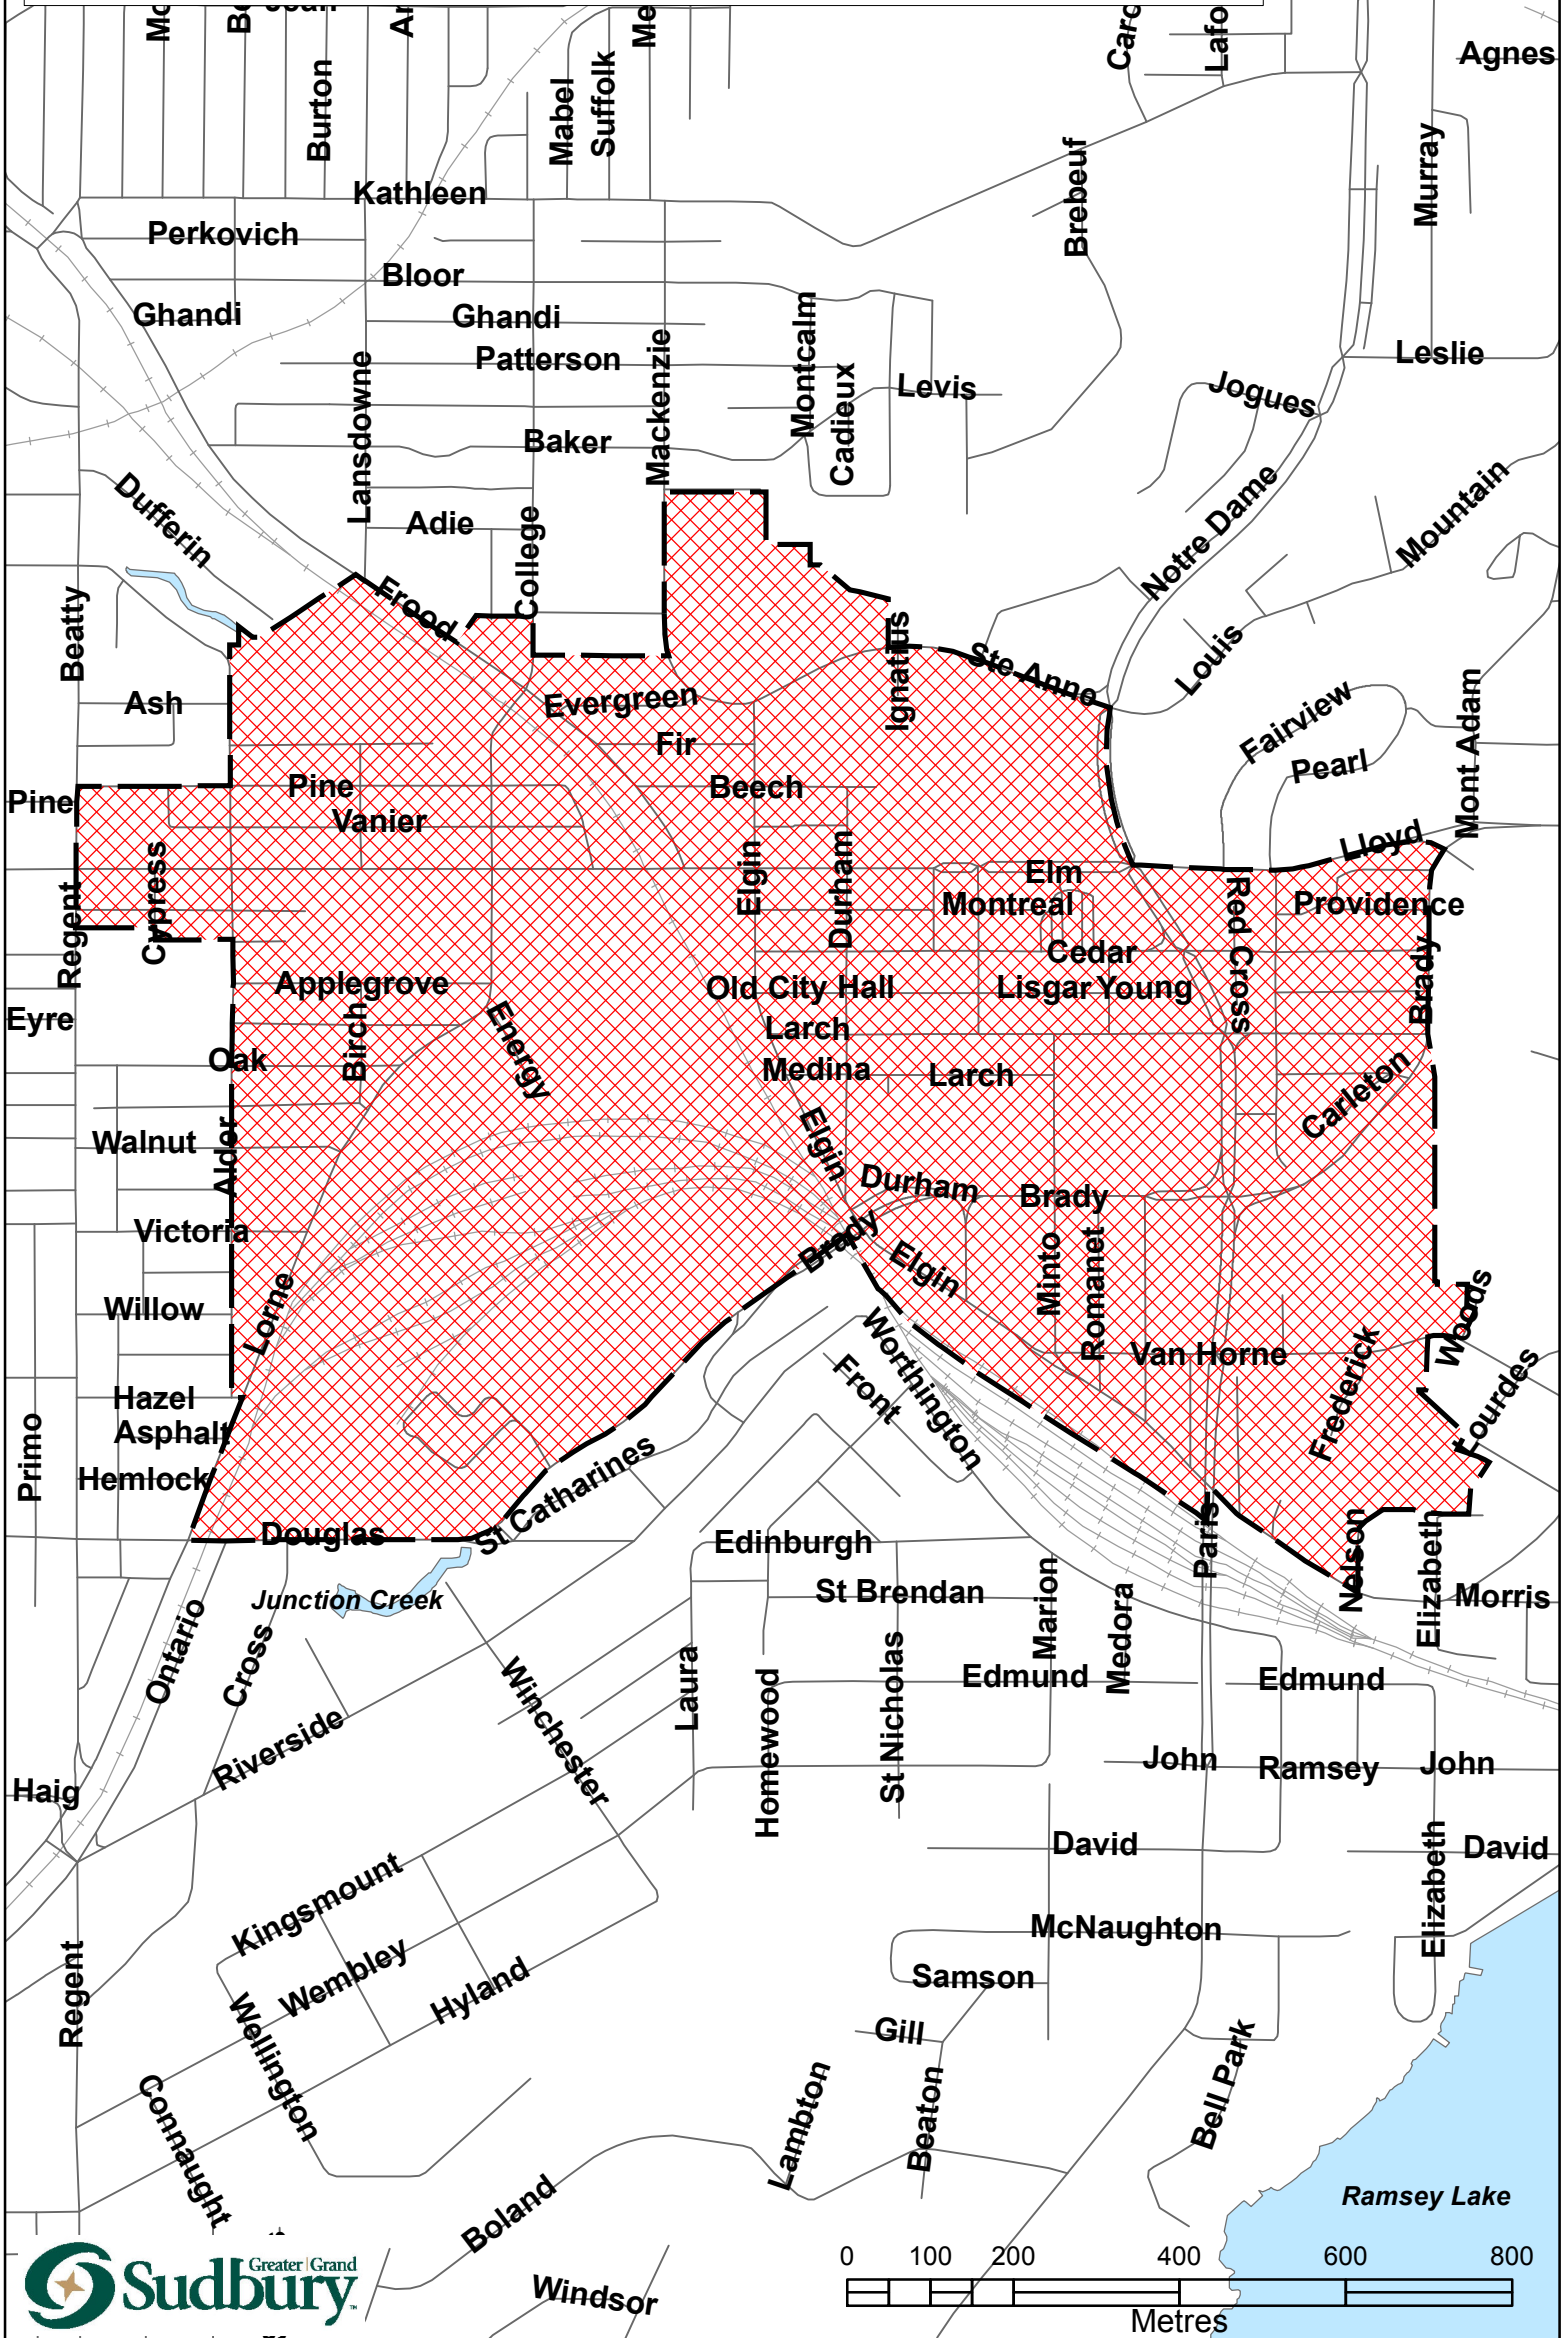 Agnes
Burton
Mabel
Suffolk
Murray
Brebeuf
Kathleen
Perkovich
Bloor
Ghandi
Ghandi
Patterson
Lansdowne
Mackenzie
Montcalm
Cadieux
Levis
Leslie
Jogues
Baker
Dufferin
Adie
College
Notre Dame
Mountain
Frood
Beatty
Ignatius
Ste Anne
Louis
Ash
Evergreen
Fir
Fairview
Pearl
Mont Adam
Pine
Pine
Beech
Vanier
Lloyd
Cypress
Elgin
Durham
Elm
Montreal
Red Cross
Providence
Regent
Cedar
Brady
Applegrove
Old City Hall
Lisgar
Young
Eyre
Birch
Energy
Larch
Oak
Medina
Larch
Carleton
Walnut
Alder
Elgin
Durham
Brady
Victoria
Brady
Elgin
Minto
Romanet
Willow
Lorne
Worthington
Woods
Van Horne
Frederick
Front
Lourdes
Hazel
Asphalt
Primo
Hemlock
St Catharines
Douglas
Edinburgh
Paris
Nelson
Elizabeth
Junction Creek
St Brendan
Marion
Medora
Morris
Ontario
Cross
Laura
Homewood
St Nicholas
Edmund
Edmund
Winchester
Riverside
John
Ramsey
John
Haig
David
David
Elizabeth
Kingsmount
McNaughton
Regent
Wembley
Hyland
Samson
Wellington
Gill
Bell Park
Connaught
Lambton
Beaton
Boland
Ramsey Lake
Windsor
Greater | Grand
Sudbury
TM
0 100 200 400 600 800
Metres